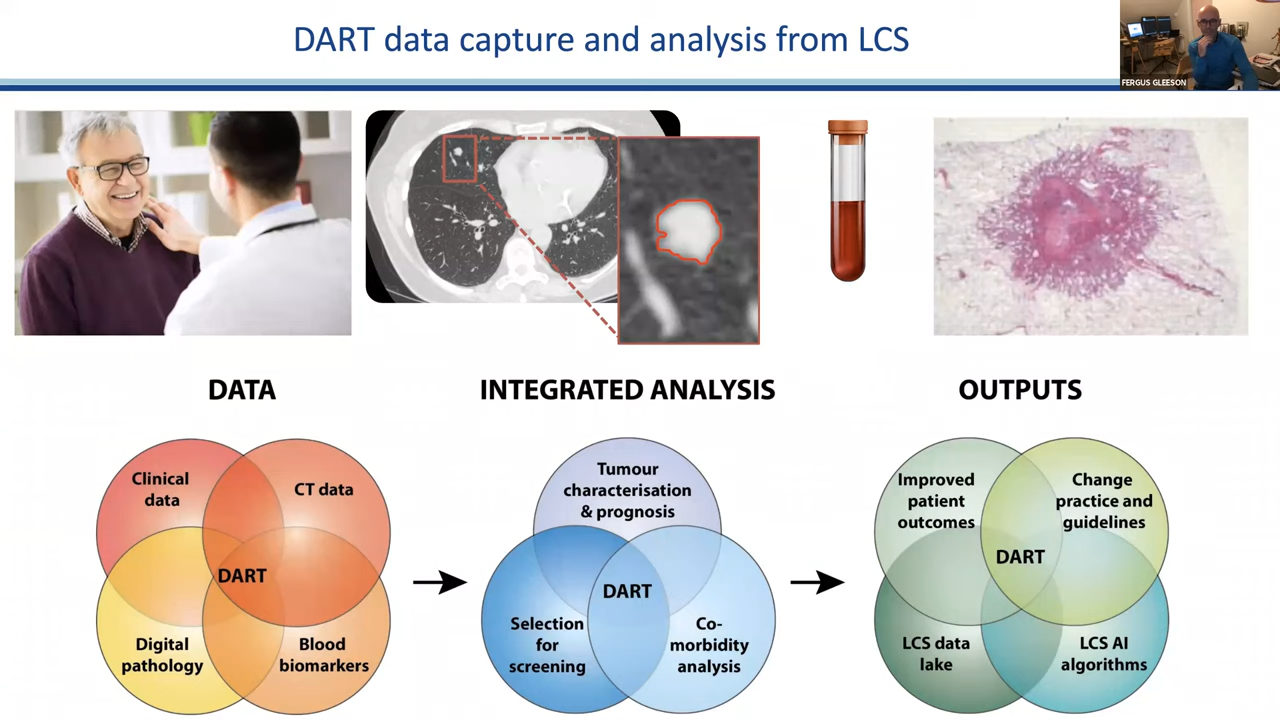 DART data capture and analysis from LCS
FERGUS GLEESON
DATA
INTEGRATED ANALYSIS
OUTPUTS
Clinical
data
CT data
DART
Digital
pathology
Blood
biomarkers
Tumour
characterisation
& prognosis
DART
Selection
for
screening
Co-
morbidity
analysis
Improved
patient
outcomes
Change
practice and
guidelines
DART
LCS data
lake
LCS AI
algorithms